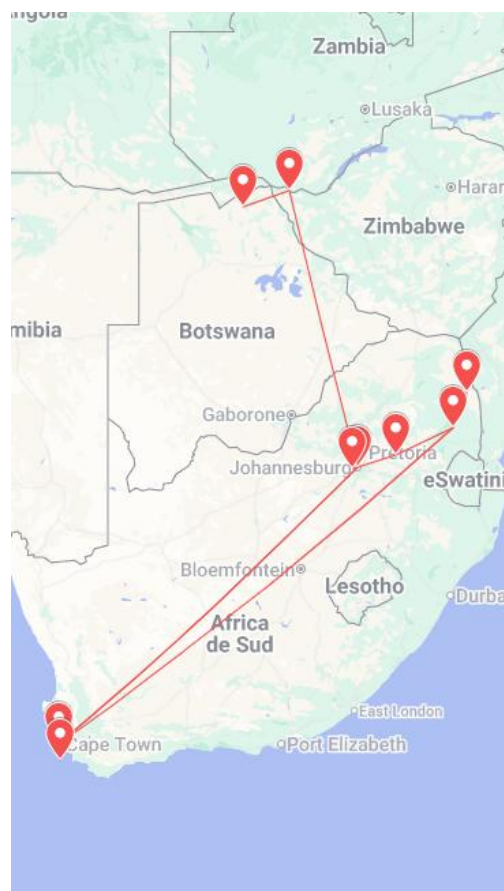 ngola
Zambia
Lusaka
Harar
Zimbabwe
mibia
Botswana
Gaborone
Pretoria
Johannesburg
eSwatini
Bloemfontein
Lesotho
Durba
Africa
de Sud
East London
Cape Town
Port Elizabeth